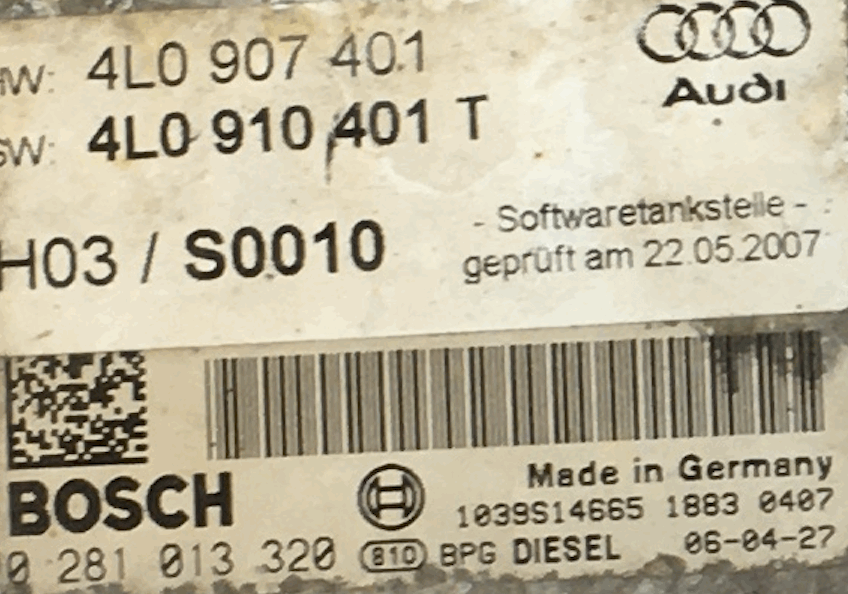 HW: 4L0 907 401
SW: 4L0 910 401 T
Audi
H03 / S0010
- Softwaretankstelle -
geprüft am 22.05.2007
BOSCH
Made in Germany
1039S14665 1883 0407
0 281 013 320 810 BPG DIESEL 06-04-27